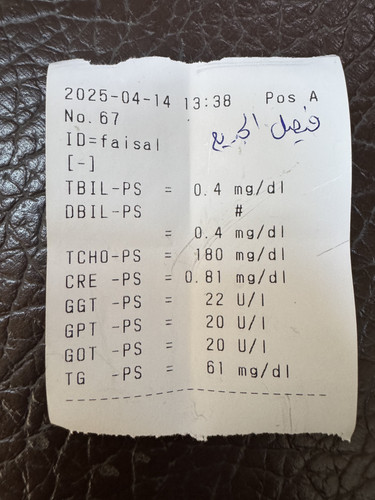 2025-04-14 13:38 Pos A
No.67
ID=faisal
فيصل
[-]
TBIL-PS = 0.4 mg/dl
DBIL-PS #
= 0.4 mg/dl
TCHO-PS = 180 mg/dl
CRE -PS = 0.81 mg/dl
GGT -PS = 22 U/l
GPT -PS = 20 U/l
GOT -PS = 20 U/l
TG -PS = 61 mg/dl